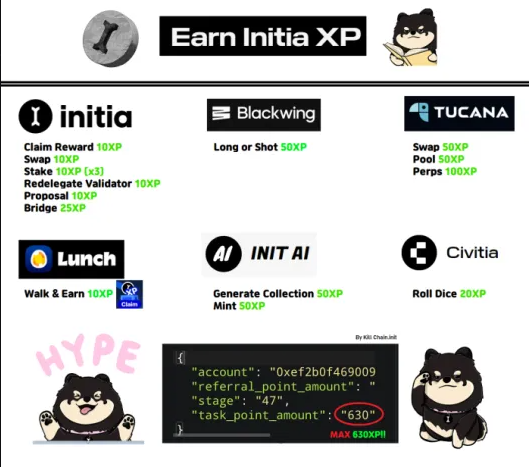 Earn Initia XP
initia
Claim Reward 10XP
Swap 10XP
Stake 10XP (x3)
Redelegate Validator 10XP
Proposal 10XP
Bridge 25XP
Blackwing
Long or Shot 50XP
TUCANA
Swap 50XP
Pool 50XP
Perps 100XP
Lunch
Walk & Earn 10XP
XP
Claim
AI INIT AI
Generate Collection 50XP
Mint 50XP
Civitia
Roll Dice 20XP
HYPE
By Kiii Chain.init
{
"account": "0xef2b0f469009
"referral_point_amount": "
"stage": "47",
"task_point_amount": "630"
}
MAX 630XP!!